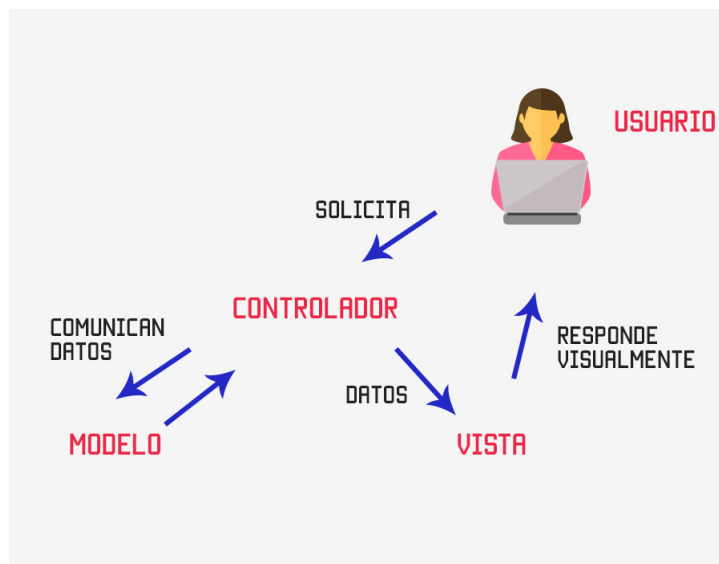 USUARIO
SOLICITA
CONTROLADOR
COMUNICAN
DATOS
RESPONDE
VISUALMENTE
DATOS
MODELO
VISTA